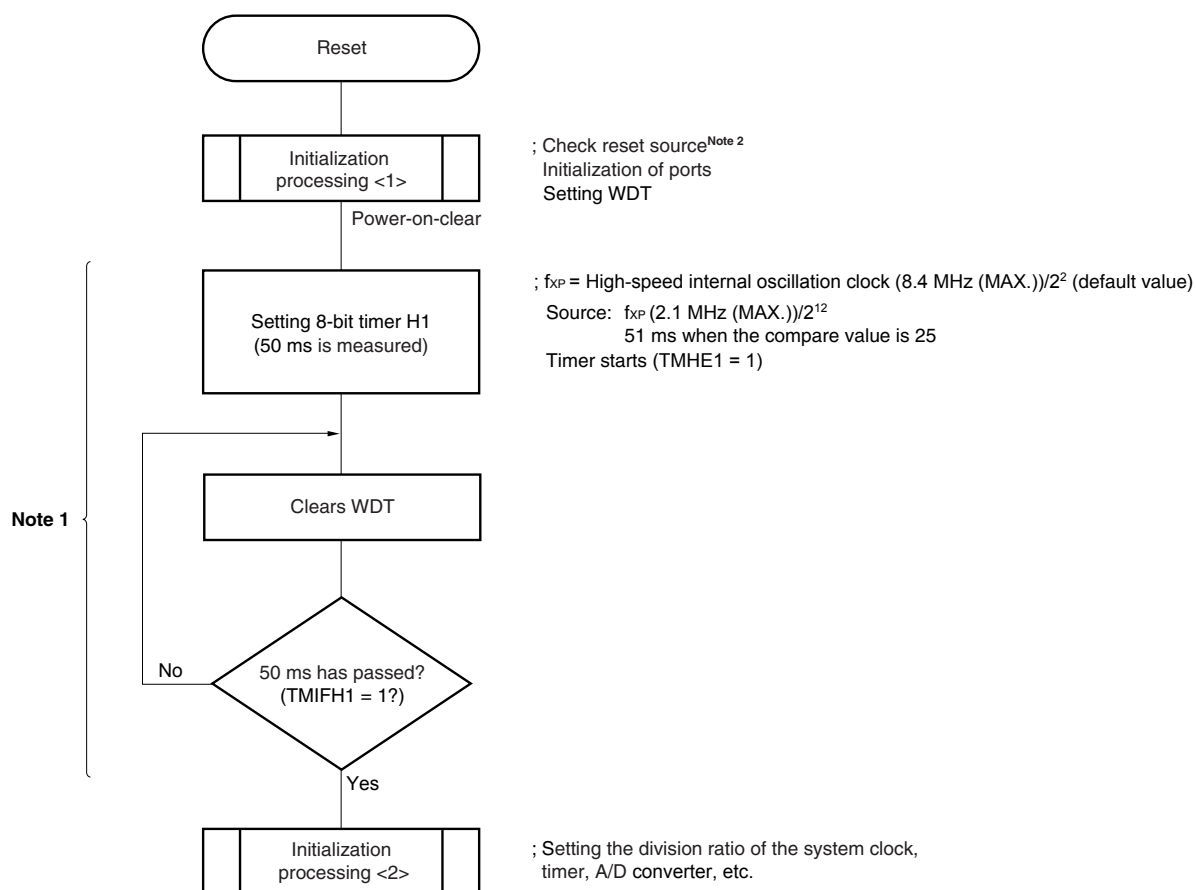 Reset
Initialization
processing <1>
; Check reset source Note 2
Initialization of ports
Setting WDT
Power-on-clear
Setting 8-bit timer H1
(50 ms is measured)
; fXP = High-speed internal oscillation clock (8.4 MHz (MAX.))/2² (default value)
Source: fXP (2.1 MHz (MAX.))/2¹²
51 ms when the compare value is 25
Timer starts (TMHE1 = 1)
Note 1
Clears WDT
No
50 ms has passed?
(TMIFH1 = 1?)
Yes
Initialization
processing <2>
; Setting the division ratio of the system clock,
timer, A/D converter, etc.